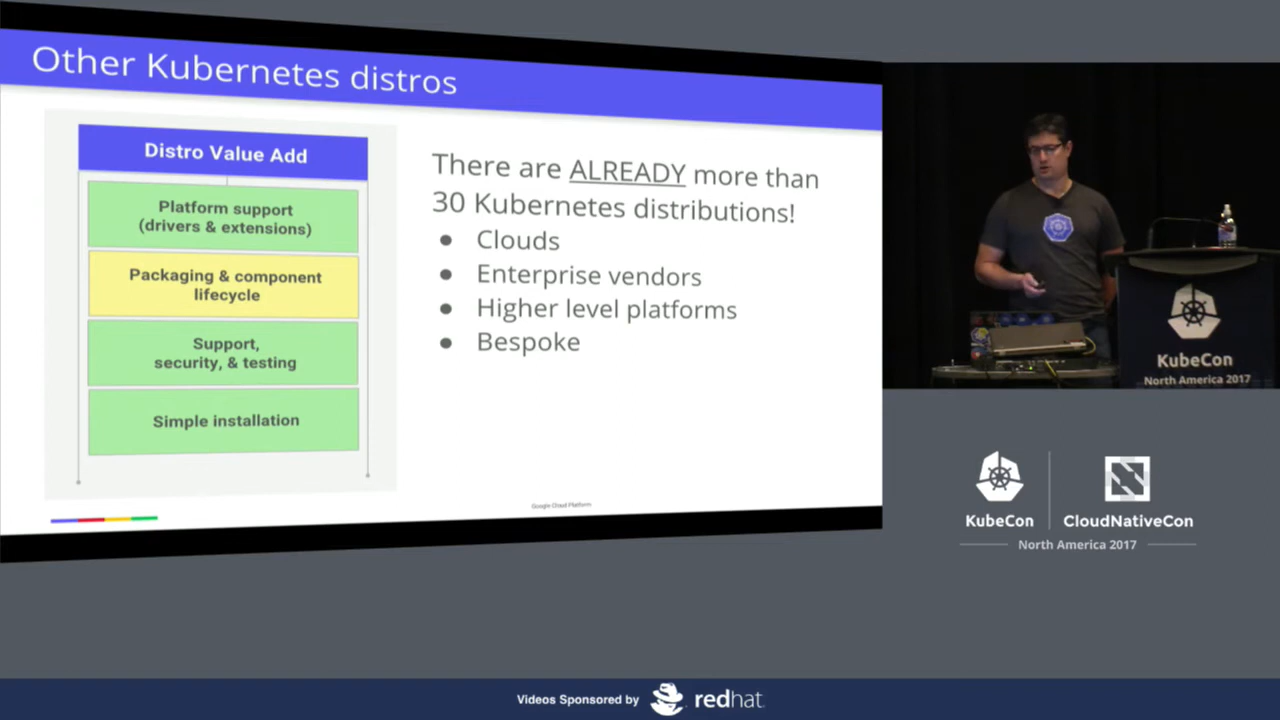 Other Kubernetes distros
Distro Value Add
Platform support
(drivers & extensions)
Packaging & component
lifecycle
Support,
security, & testing
Simple installation
There are ALREADY more than
30 Kubernetes distributions!
● Clouds
● Enterprise vendors
● Higher level platforms
● Bespoke
Google Cloud Platform
KubeCon
North America 2017
KubeCon
CloudNativeCon
North America 2017
Videos Sponsored by
redhat.